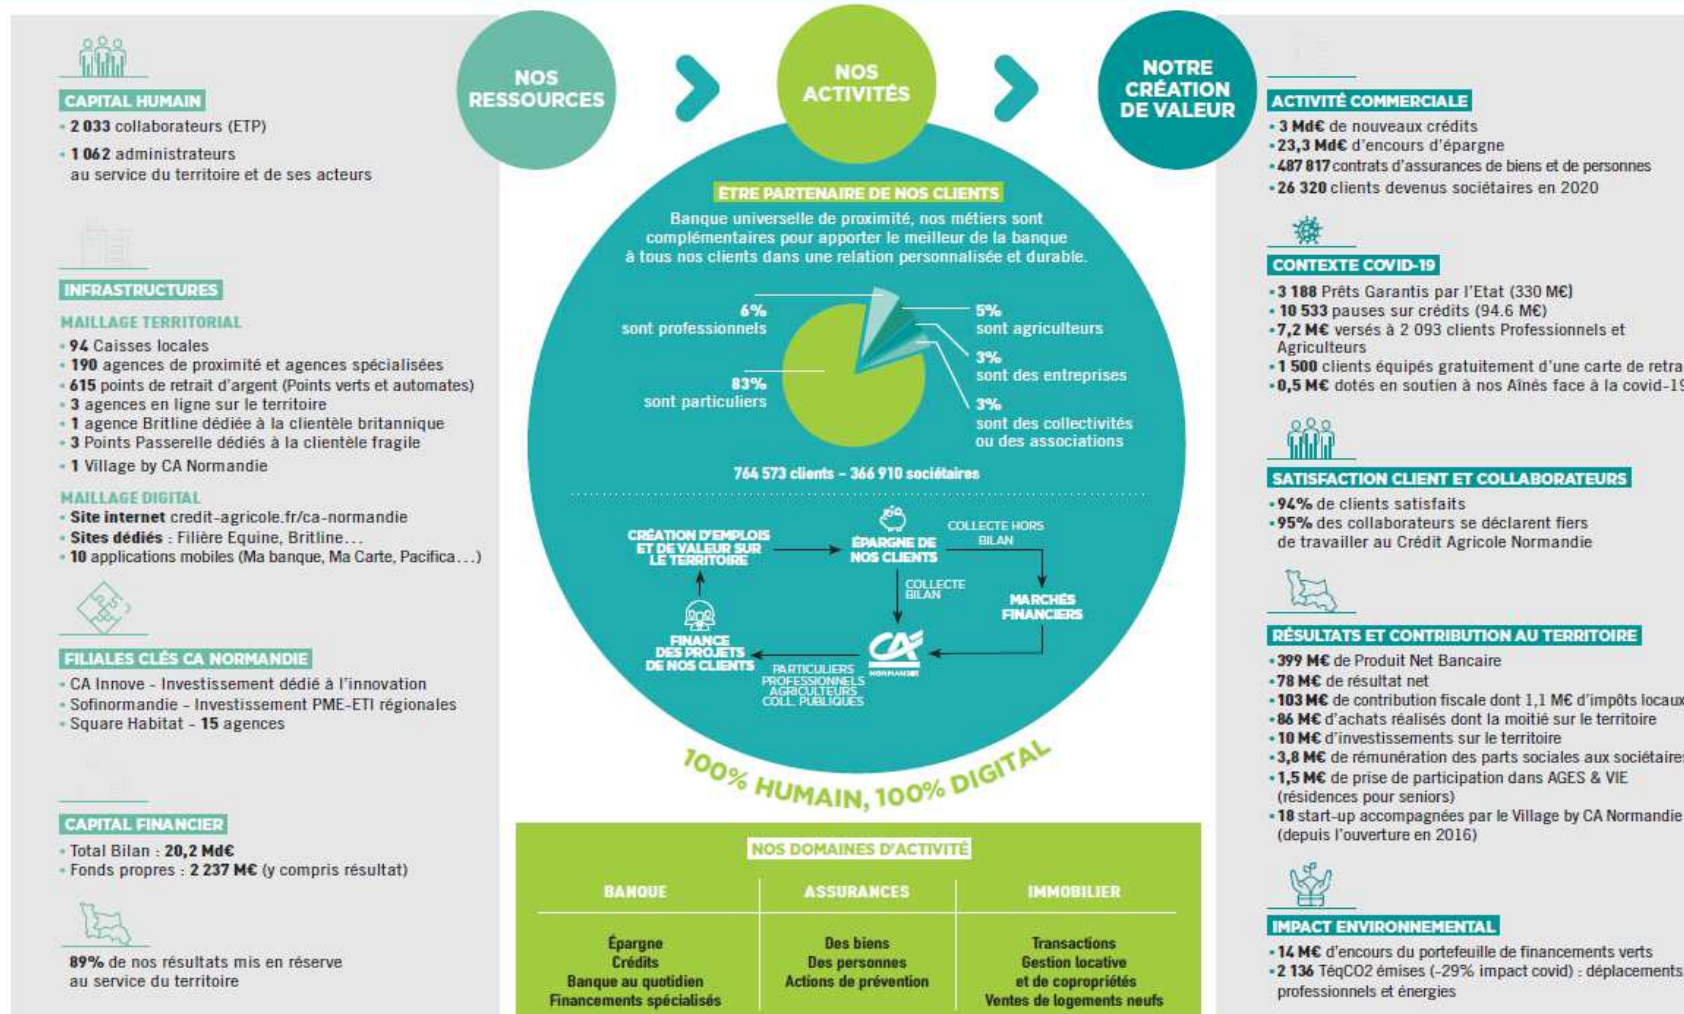 NOS
RESSOURCES
NOS
ACTIVITÉS
NOTRE
CRÉATION
DE VALEUR
CAPITAL HUMAIN
• 2 033 collaborateurs (ETP)
• 1 062 administrateurs
au service du territoire et de ses acteurs
INFRASTRUCTURES
MAILLAGE TERRITORIAL
• 94 Caisses locales
• 190 agences de proximité et agences spécialisées
• 615 points de retrait d'argent (Points verts et automates)
• 3 agences en ligne sur le territoire
• 1 agence Britline dédiée à la clientèle britannique
• 3 Points Passerelle dédiés à la clientèle fragile
• 1 Village by CA Normandie
MAILLAGE DIGITAL
• Site internet credit-agricole.fr/ca-normandie
• Sites dédiés : Filière Equine, Britline…
• 10 applications mobiles (Ma banque, Ma Carte, Pacifica…)
FILIALES CLÉS CA NORMANDIE
• CA Innove - Investissement dédié à l'innovation
• Sofinormandie - Investissement PME-ETI régionales
• Square Habitat - 15 agences
CAPITAL FINANCIER
• Total Bilan : 20,2 Md€
• Fonds propres : 2 237 M€ (y compris résultat)
89% de nos résultats mis en réserve
au service du territoire
ÊTRE PARTENAIRE DE NOS CLIENTS
Banque universelle de proximité, nos métiers sont
complémentaires pour apporter le meilleur de la banque
à tous nos clients dans une relation personnalisée et durable.
6%
sont professionnels
83%
sont particuliers
5%
sont agriculteurs
3%
sont des entreprises
3%
sont des collectivités
ou des associations
764 573 clients – 366 910 sociétaires
CRÉATION D'EMPLOIS
ET DE VALEUR SUR
LE TERRITOIRE
ÉPARGNE DE
NOS CLIENTS
COLLECTE HORS
BILAN
COLLECTE
BILAN
MARCHÉS
FINANCIERS
FINANCE
DES PROJETS
DE NOS CLIENTS
PARTICULIERS
PROFESSIONNELS
AGRICULTEURS
COLL. PUBLIQUES
CA
NORMANDIE
100% HUMAIN, 100% DIGITAL
NOS DOMAINES D'ACTIVITÉ
BANQUE
Épargne
Crédits
Banque au quotidien
Financements spécialisés
ASSURANCES
Des biens
Des personnes
Actions de prévention
IMMOBILIER
Transactions
Gestion locative
et de copropriétés
Ventes de logements neufs
ACTIVITÉ COMMERCIALE
• 3 Md€ de nouveaux crédits
• 23,3 Md€ d'encours d'épargne
• 487 817 contrats d'assurances de biens et de personnes
• 26 320 clients devenus sociétaires en 2020
CONTEXTE COVID-19
• 3 188 Prêts Garantis par l'Etat (330 M€)
• 10 533 pauses sur crédits (94.6 M€)
• 7,2 M€ versés à 2 093 clients Professionnels et
Agriculteurs
• 1 500 clients équipés gratuitement d'une carte de retra
• 0,5 M€ dotés en soutien à nos Aînés face à la covid-19
SATISFACTION CLIENT ET COLLABORATEURS
• 94% de clients satisfaits
• 95% des collaborateurs se déclarent fiers
de travailler au Crédit Agricole Normandie
RÉSULTATS ET CONTRIBUTION AU TERRITOIRE
• 399 M€ de Produit Net Bancaire
• 78 M€ de résultat net
• 103 M€ de contribution fiscale dont 1,1 M€ d'impôts locaux
• 86 M€ d'achats réalisés dont la moitié sur le territoire
• 10 M€ d'investissements sur le territoire
• 3,8 M€ de rémunération des parts sociales aux sociétaires
• 1,5 M€ de prise de participation dans AGES & VIE
(résidences pour seniors)
• 18 start-up accompagnées par le Village by CA Normandie
(depuis l'ouverture en 2016)
IMPACT ENVIRONNEMENTAL
• 14 M€ d'encours du portefeuille de financements verts
• 2 136 TéqCO2 émises (-29% impact covid) : déplacements
professionnels et énergies